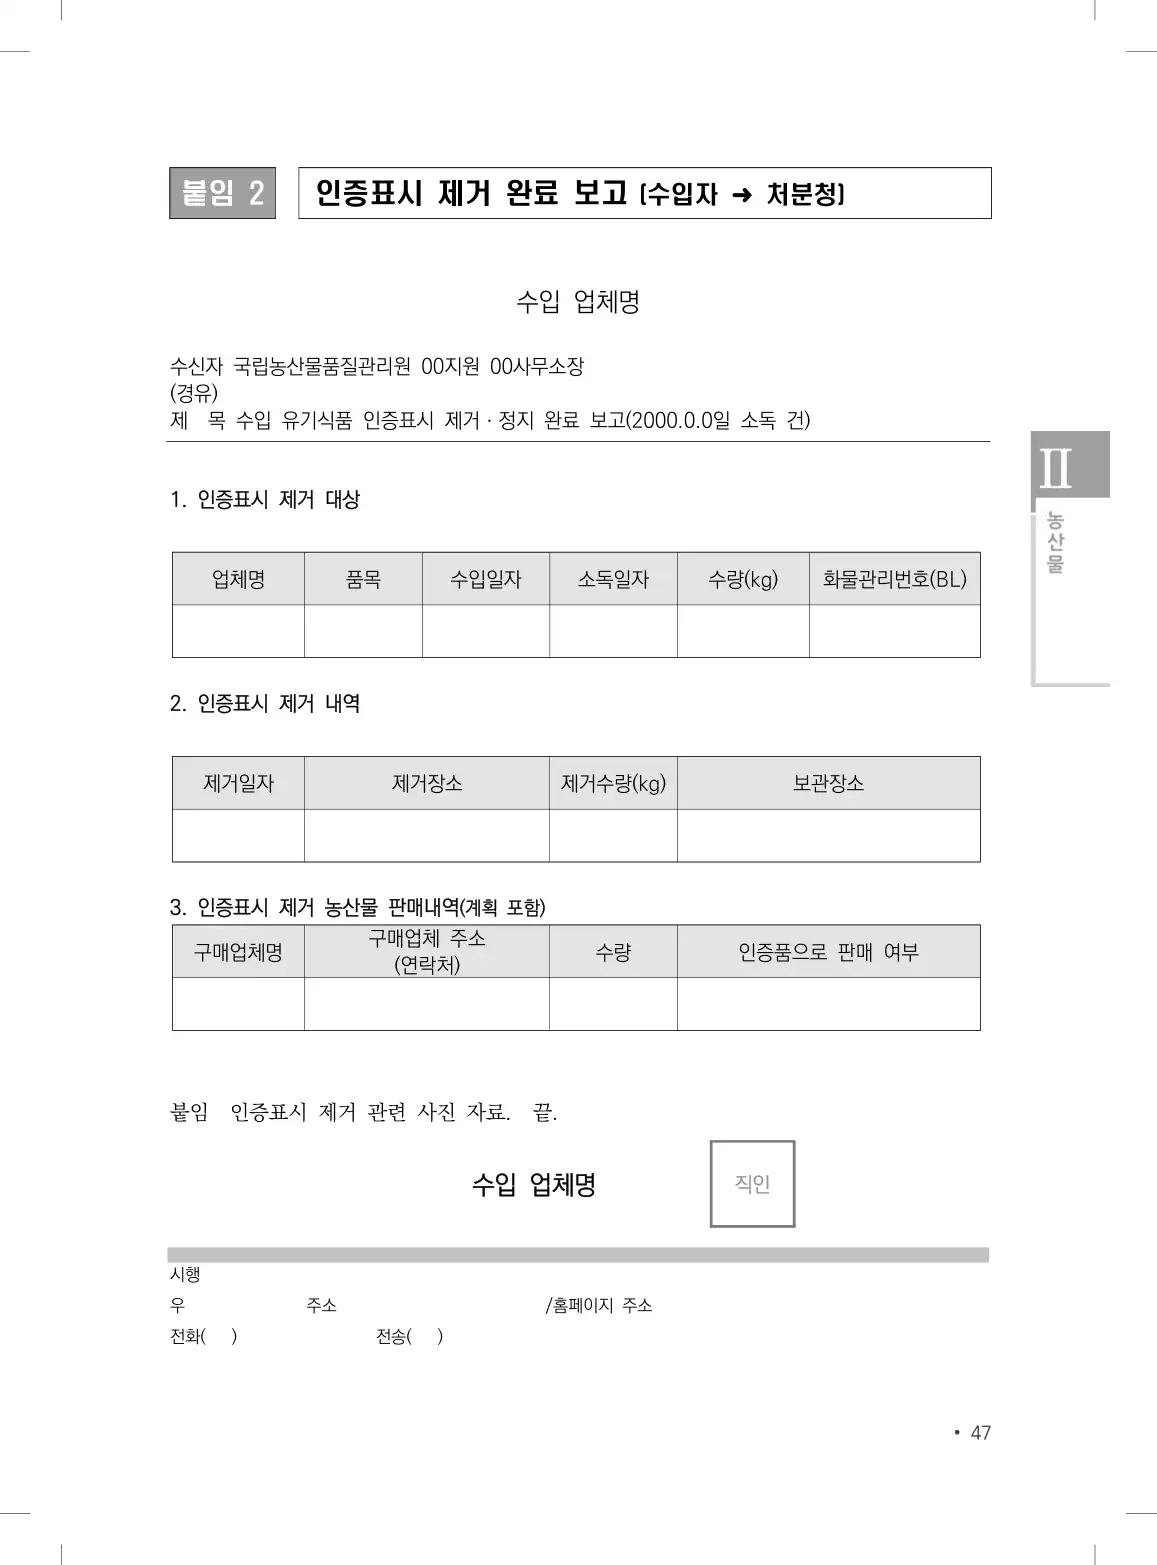 붙임 2
인증표시 제거 완료 보고 (수입자 ➜ 처분청)
수입 업체명
수신자 국립농산물품질관리원 00지원 00사무소장
(경유)
제 목 수입 유기식품 인증표시 제거·정지 완료 보고(2000.0.0일 소독 건)
Ⅱ
농산물
1. 인증표시 제거 대상
업체명 품목 수입일자 소독일자 수량(kg) 화물관리번호(BL)
2. 인증표시 제거 내역
제거일자 제거장소 제거수량(kg) 보관장소
3. 인증표시 제거 농산물 판매내역(계획 포함)
구매업체명 구매업체 주소 (연락처) 수량 인증품으로 판매 여부
붙임 인증표시 제거 관련 사진 자료. 끝.
수입 업체명
직인
시행
우 주소 /홈페이지 주소
전화( ) 전송( )
• 47